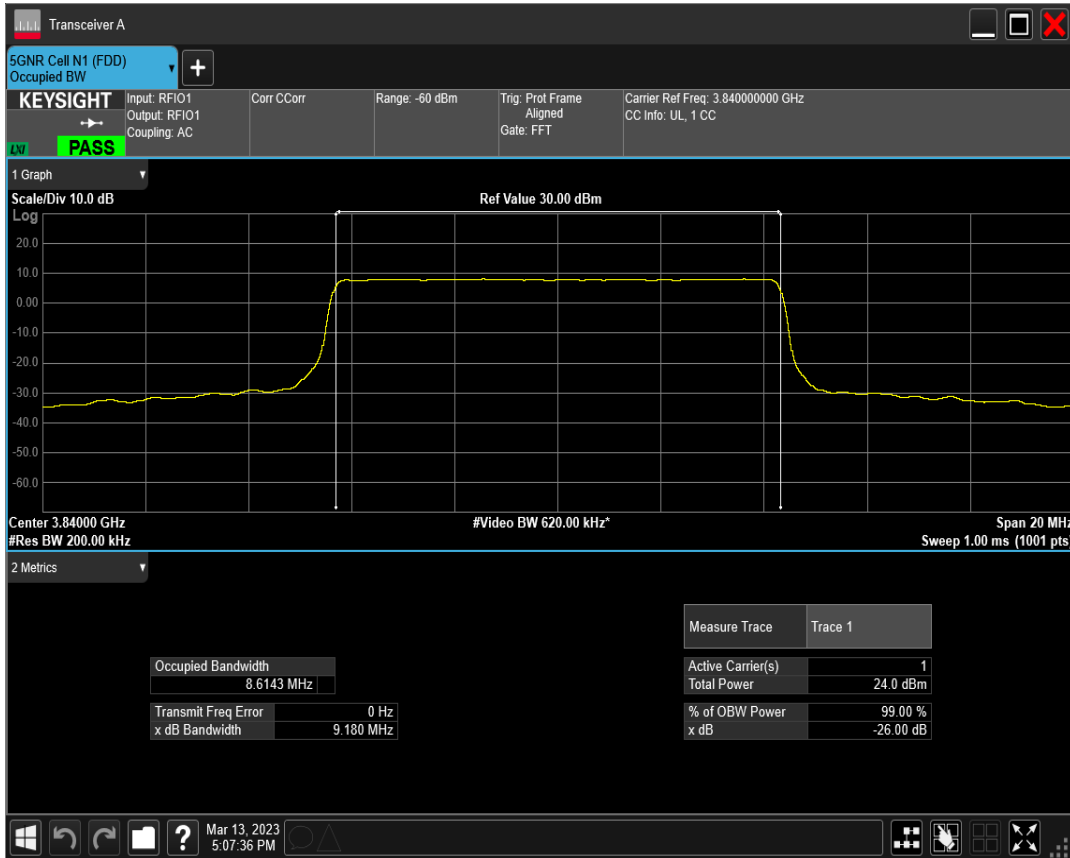 Transceiver A
5GNR Cell N1 (FDD)
Occupied BW
+
KEYSIGHT
LXI
PASS
Input: RFIO1
Output: RFIO1
Coupling: AC
Corr CCorr
Range: -60 dBm
Trig: Prot Frame
Aligned
Gate: FFT
Carrier Ref Freq: 3.840000000 GHz
CC Info: UL, 1 CC
1 Graph
Scale/Div 10.0 dB
Ref Value 30.00 dBm
Log
20.0
10.0
0.00
-10.0
-20.0
-30.0
-40.0
-50.0
-60.0
Center 3.84000 GHz
#Video BW 620.00 kHz*
Span 20 MHz
#Res BW 200.00 kHz
Sweep 1.00 ms (1001 pts)
2 Metrics
Measure Trace Trace 1
Occupied Bandwidth
8.6143 MHz
Active Carrier(s) 1
Total Power 24.0 dBm
Transmit Freq Error 0 Hz
x dB Bandwidth 9.180 MHz
% of OBW Power 99.00 %
x dB -26.00 dB
?
Mar 13, 2023
5:07:36 PM